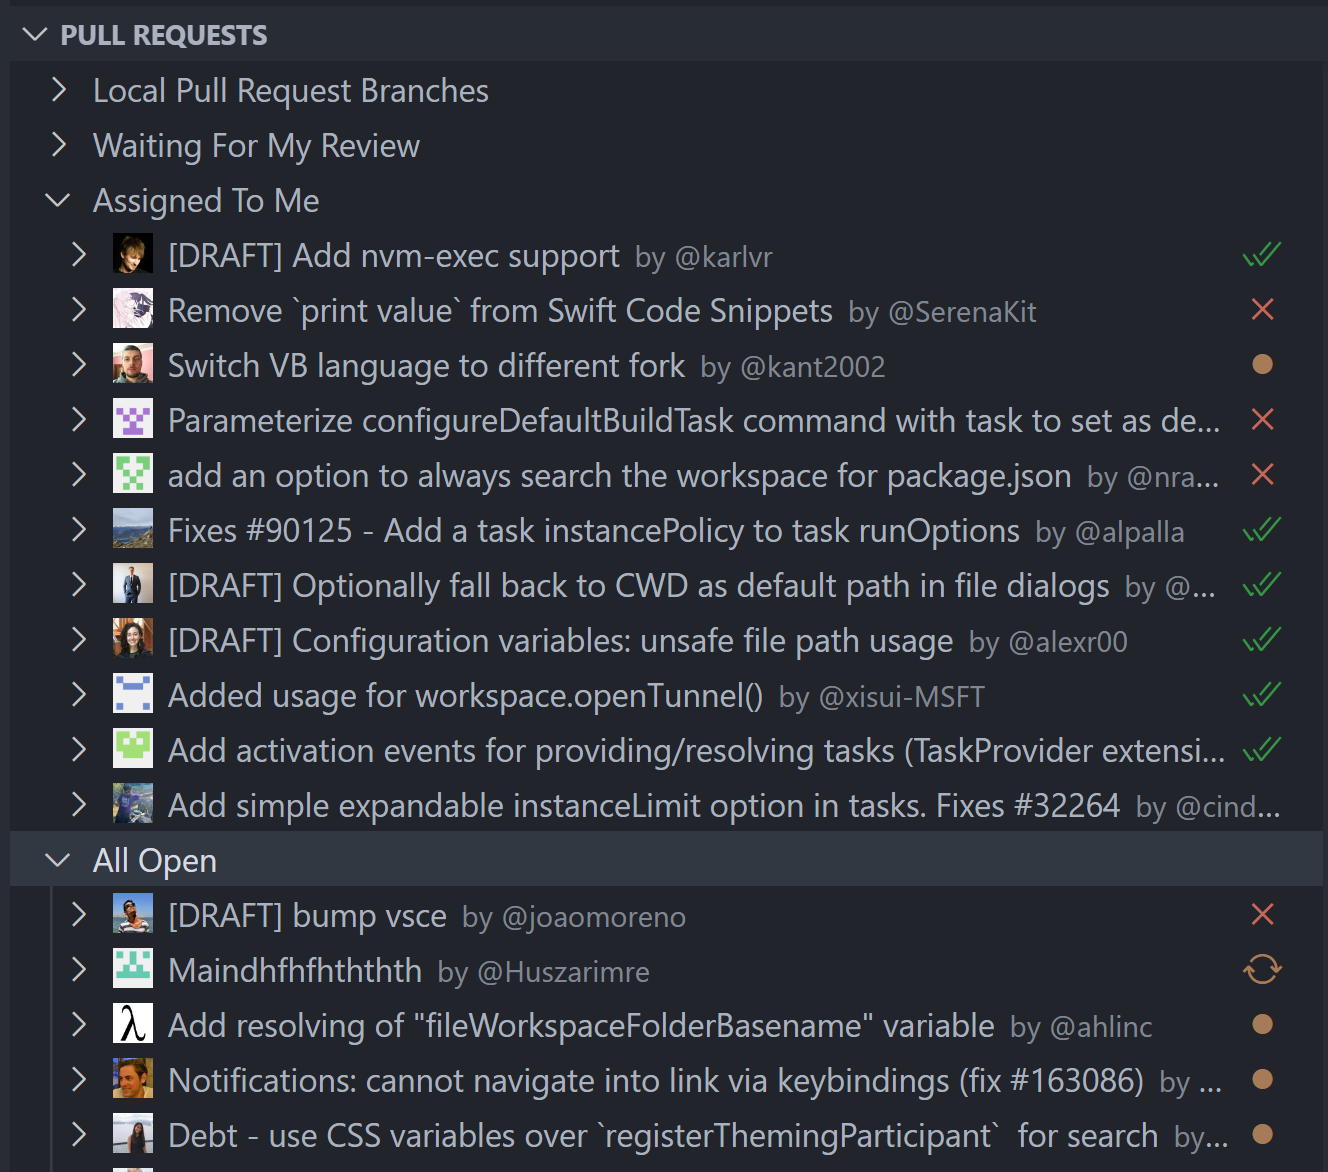 PULL REQUESTS
Local Pull Request Branches
Waiting For My Review
Assigned To Me
[DRAFT] Add nvm-exec support by @karlvr
Remove `print value` from Swift Code Snippets by @SerenaKit
Switch VB language to different fork by @kant2002
Parameterize configureDefaultBuildTask command with task to set as de...
add an option to always search the workspace for package.json by @nra...
Fixes #90125 - Add a task instancePolicy to task runOptions by @alpalla
[DRAFT] Optionally fall back to CWD as default path in file dialogs by @...
[DRAFT] Configuration variables: unsafe file path usage by @alexr00
Added usage for workspace.openTunnel() by @xisui-MSFT
Add activation events for providing/resolving tasks (TaskProvider extensi...
Add simple expandable instanceLimit option in tasks. Fixes #32264 by @cind...
All Open
[DRAFT] bump vsce by @joaomoreno
Maindhfhfhthththth by @Huszarimre
Add resolving of "fileWorkspaceFolderBasename" variable by @ahlinc
Notifications: cannot navigate into link via keybindings (fix #163086) by ...
Debt - use CSS variables over `registerThemingParticipant` for search by...